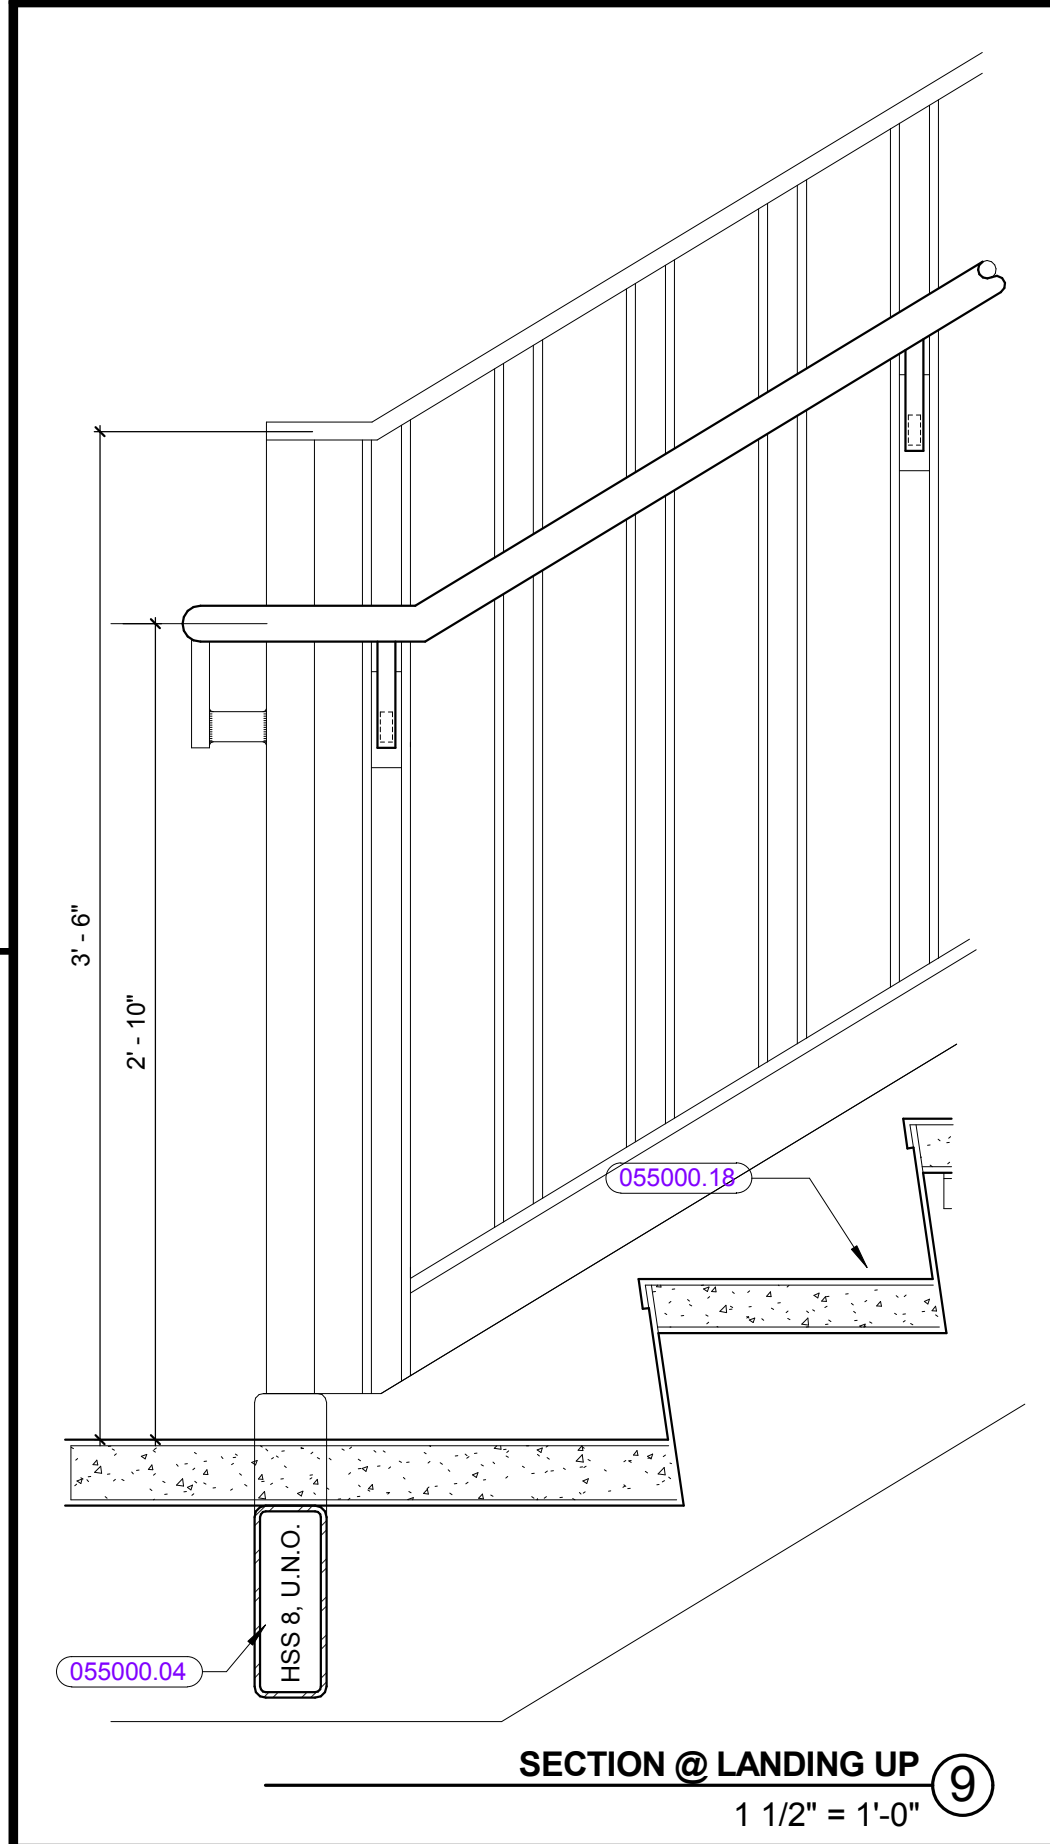 3' - 6"
2' - 10"
055000.18
HSS 8, U.N.O.
055000.04
SECTION @ LANDING UP
9
1 1/2" = 1'-0"